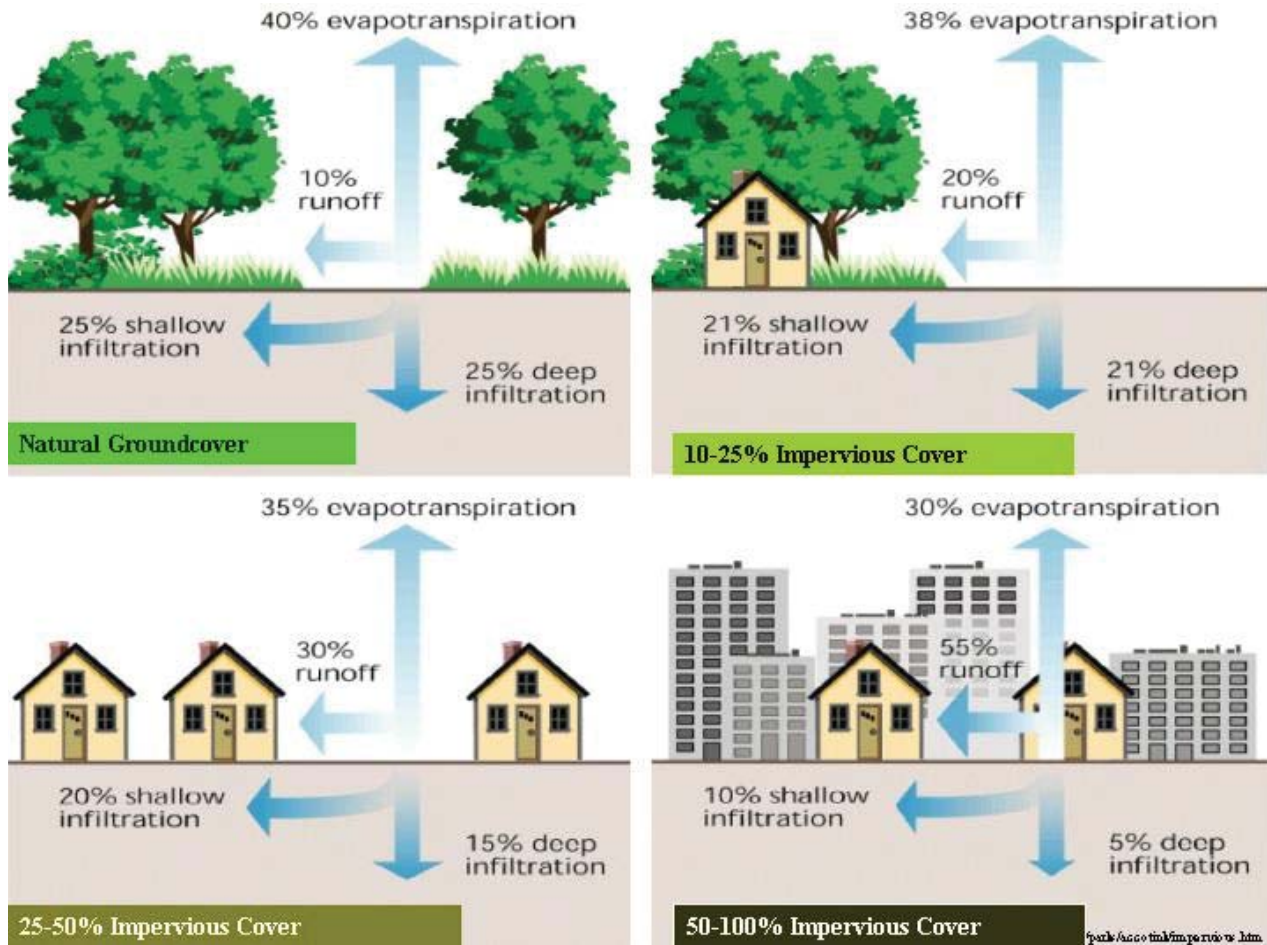 40% evapotranspiration
10%
runoff
25% shallow
infiltration
25% deep
infiltration
Natural Groundcover
38% evapotranspiration
20%
runoff
21% shallow
infiltration
21% deep
infiltration
10-25% Impervious Cover
35% evapotranspiration
30%
runoff
20% shallow
infiltration
15% deep
infiltration
25-50% Impervious Cover
30% evapotranspiration
55%
runoff
10% shallow
infiltration
5% deep
infiltration
50-100% Impervious Cover